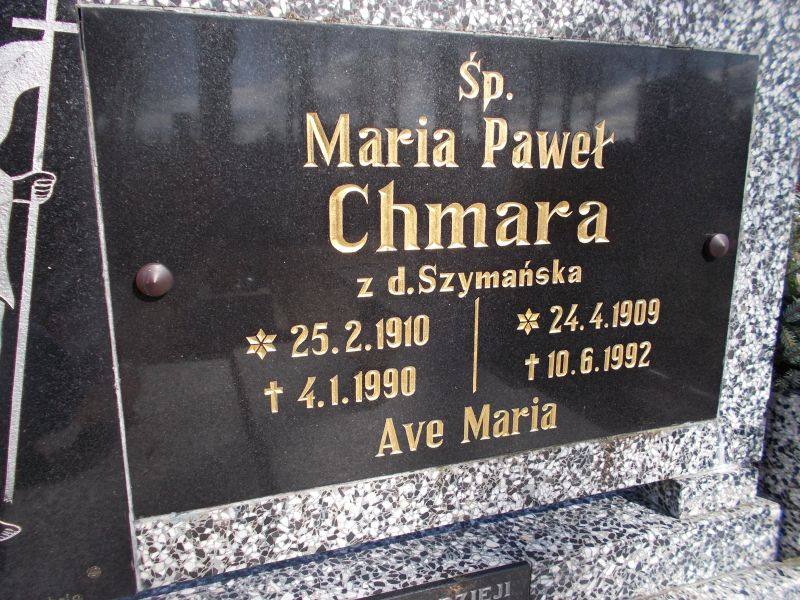 Śp.
Maria Paweł
Chmara
z d. Szymańska
* 25.2.1910 * 24.4.1909
† 4.1.1990 † 10.6.1992
Ave Maria